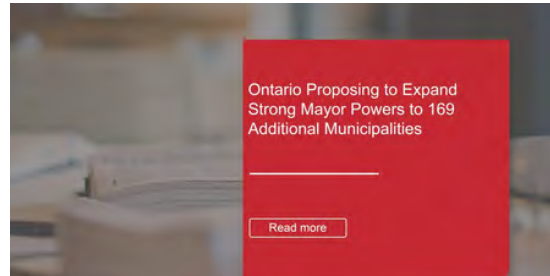 Ontario Proposing to Expand
Strong Mayor Powers to 169
Additional Municipalities
Read more